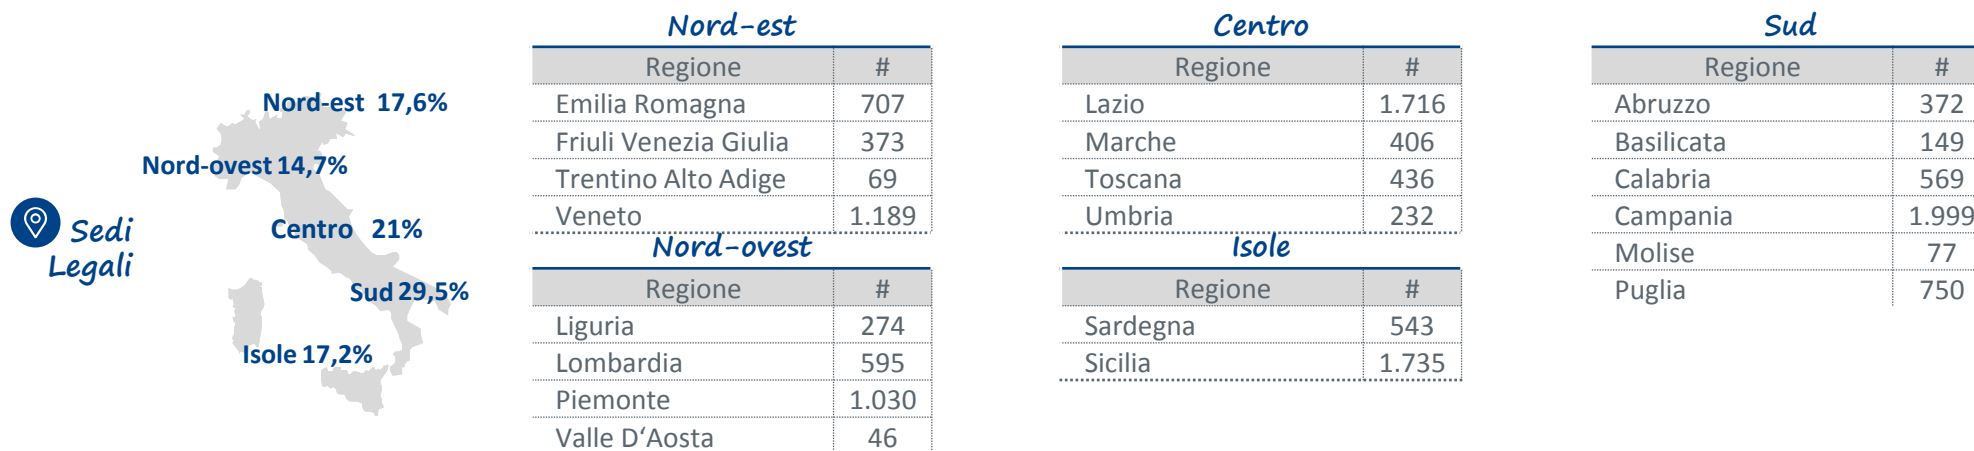 Sedi
Legali
Nord-est 17,6%
Nord-ovest 14,7%
Centro 21%
Sud 29,5%
Isole 17,2%
Nord-est
Regione #
Emilia Romagna 707
Friuli Venezia Giulia 373
Trentino Alto Adige 69
Veneto 1.189
Nord-ovest
Regione #
Liguria 274
Lombardia 595
Piemonte 1.030
Valle D‘Aosta 46
Centro
Regione #
Lazio 1.716
Marche 406
Toscana 436
Umbria 232
Isole
Regione #
Sardegna 543
Sicilia 1.735
Sud
Regione #
Abruzzo 372
Basilicata 149
Calabria 569
Campania 1.999
Molise 77
Puglia 750